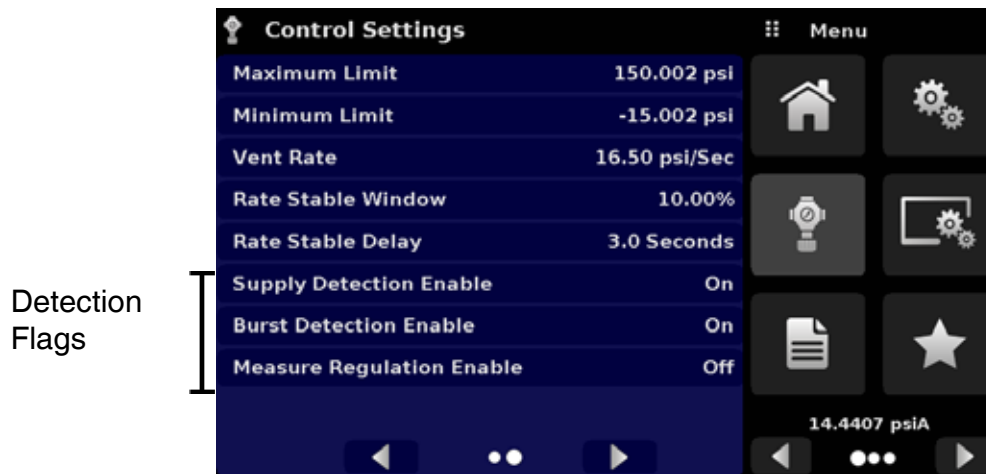 Control Settings
Menu
Maximum Limit 150.002 psi
Minimum Limit -15.002 psi
Vent Rate 16.50 psi/Sec
Rate Stable Window 10.00%
Rate Stable Delay 3.0 Seconds
Supply Detection Enable On
Burst Detection Enable On
Measure Regulation Enable Off
Detection
Flags
14.4407 psiA